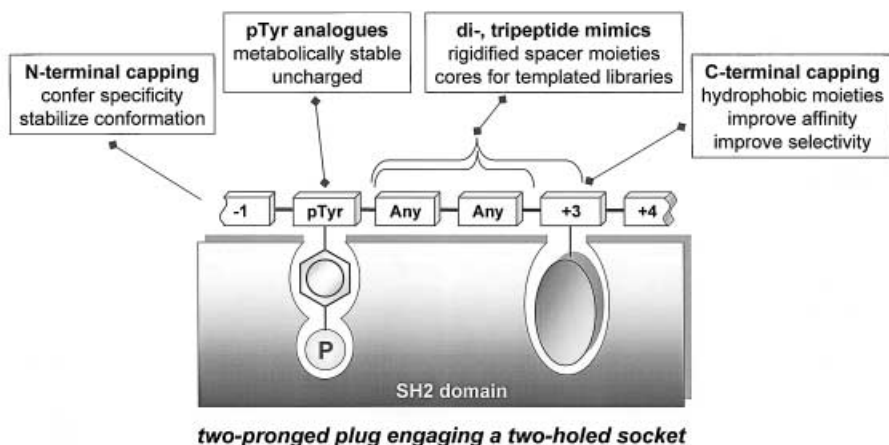 pTyr analogues
metabolically stable
uncharged
di-, tripeptide mimics
rigidified spacer moieties
cores for templated libraries
N-terminal capping
confer specificity
stabilize conformation
C-terminal capping
hydrophobic moieties
improve affinity
improve selectivity
-1 pTyr Any Any +3 +4
P
SH2 domain
two-pronged plug engaging a two-holed socket